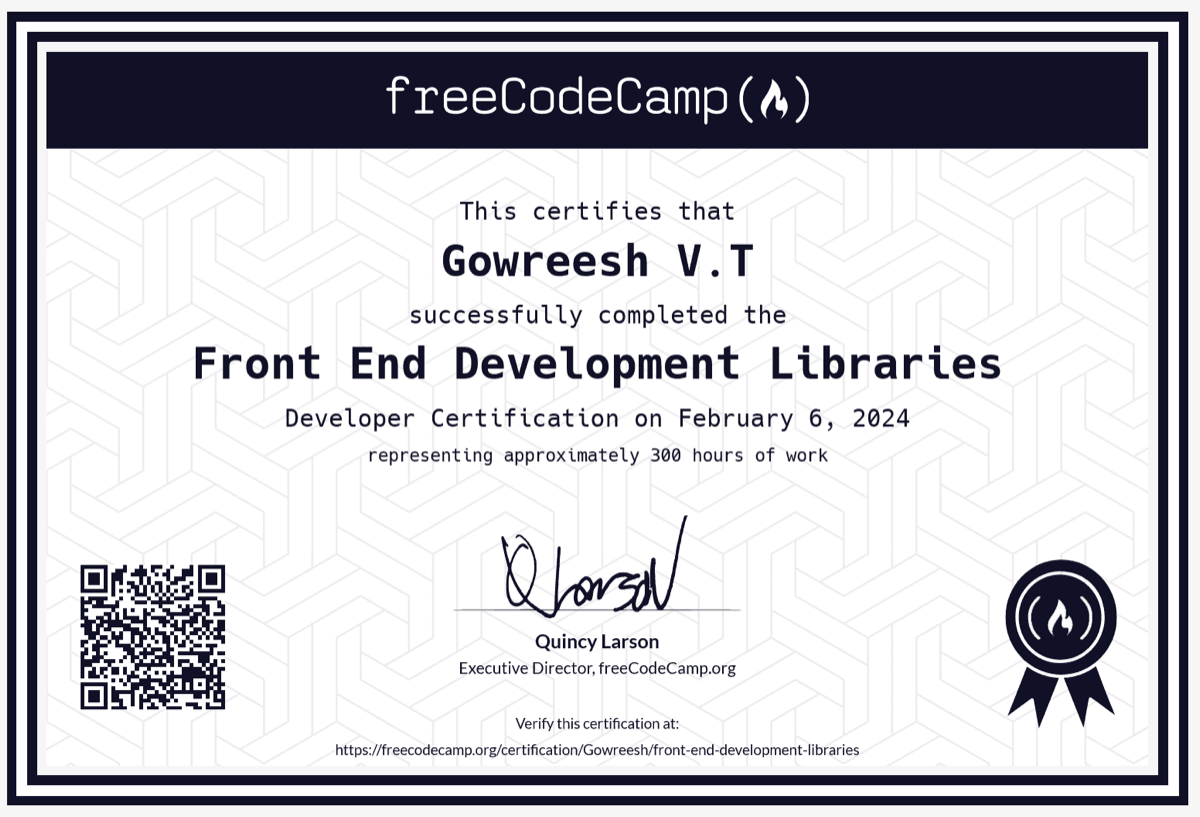 freeCodeCamp(🔥)
This certifies that
Gowreesh V.T
successfully completed the
Front End Development Libraries
Developer Certification on February 6, 2024
representing approximately 300 hours of work
Quincy Larson
Executive Director, freeCodeCamp.org
Verify this certification at:
https://freecodecamp.org/certification/Gowreesh/front-end-development-libraries